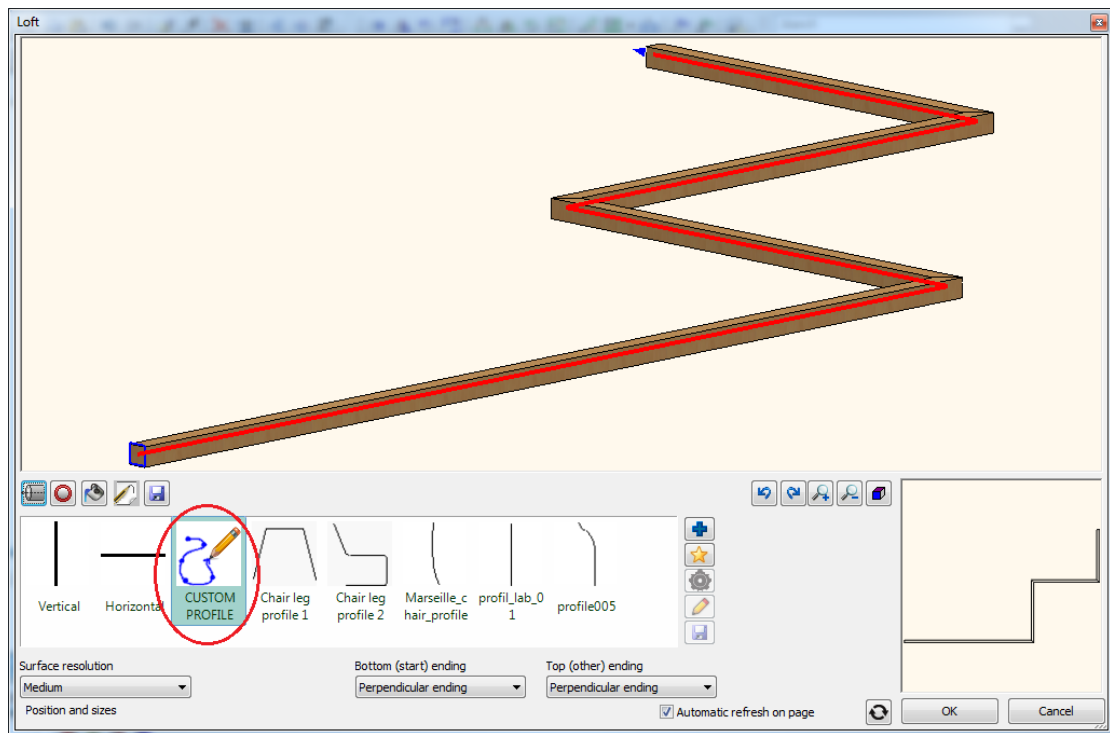 Loft
Vertical
Horizontal
CUSTOM
PROFILE
Chair leg
profile 1
Chair leg
profile 2
Marseille_c
hair_profile
profil_lab_0
1
profile005
Surface resolution
Bottom (start) ending
Top (other) ending
Medium
Perpendicular ending
Perpendicular ending
Position and sizes
Automatic refresh on page
OK
Cancel